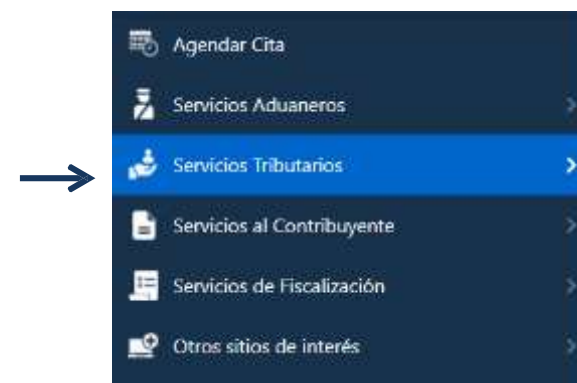 Agendar Cita
Servicios Aduaneros
Servicios Tributarios
Servicios al Contribuyente
Servicios de Fiscalización
Otros sitios de interés